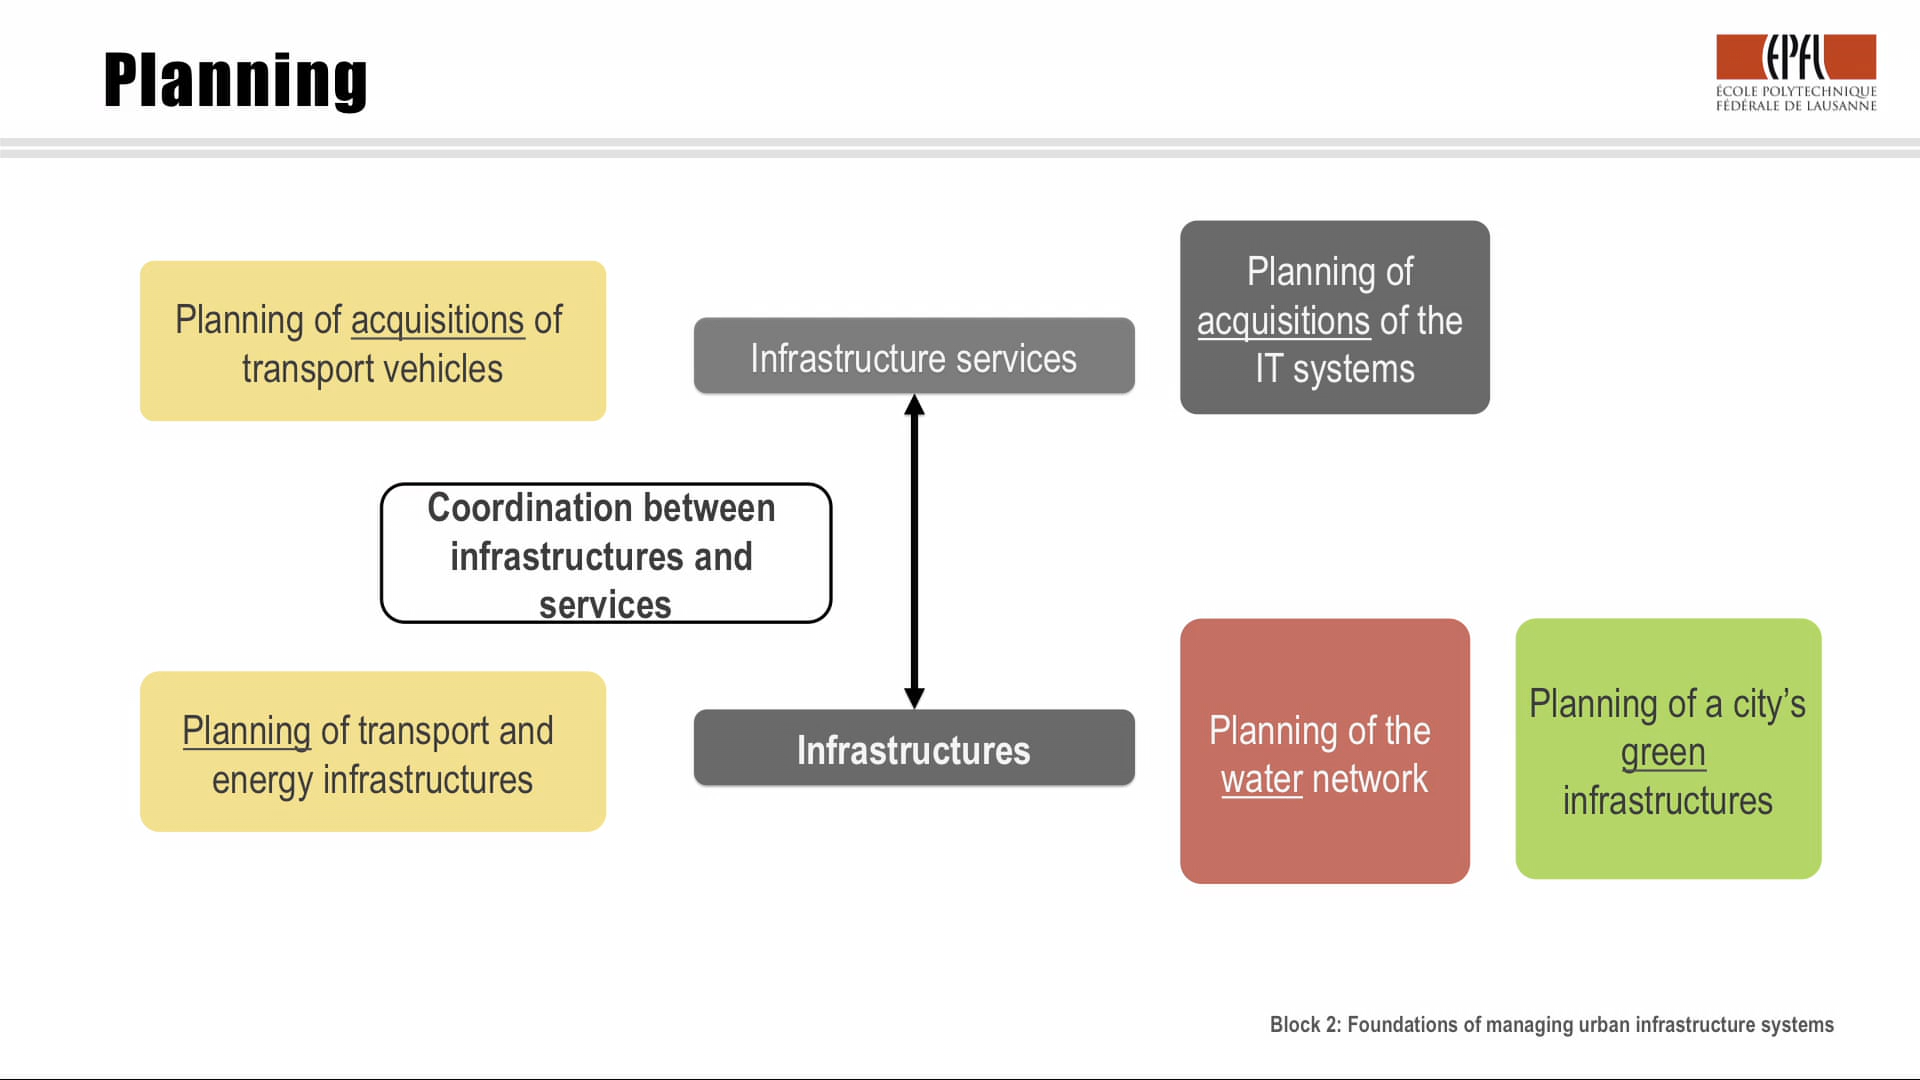 Planning
EPFL
ÉCOLE POLYTECHNIQUE
FÉDÉRALE DE LAUSANNE
Planning of acquisitions of
transport vehicles
Infrastructure services
Planning of
acquisitions of the
IT systems
Coordination between
infrastructures and
services
Planning of transport and
energy infrastructures
Infrastructures
Planning of the
water network
Planning of a city’s
green
infrastructures
Block 2: Foundations of managing urban infrastructure systems